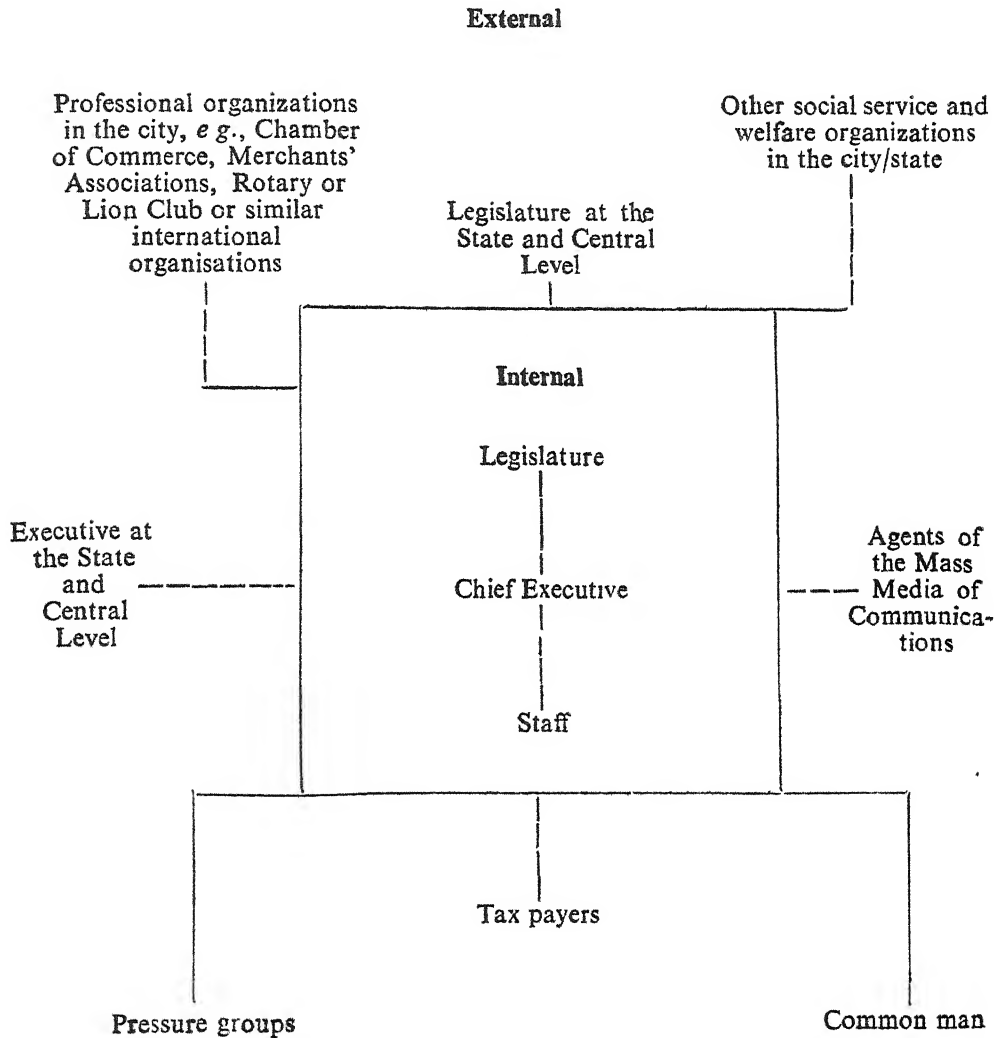 External
Professional organizations
in the city, e g., Chamber
of Commerce, Merchants'
Associations, Rotary or
Lion Club or similar
international
organisations
Other social service and
welfare organizations
in the city/state
Legislature at the
State and Central
Level
Internal
Legislature
Executive at
the State
and
Central
Level
Chief Executive
Agents of
the Mass
Media of
Communica-
tions
Staff
Tax payers
Pressure groups
Common man